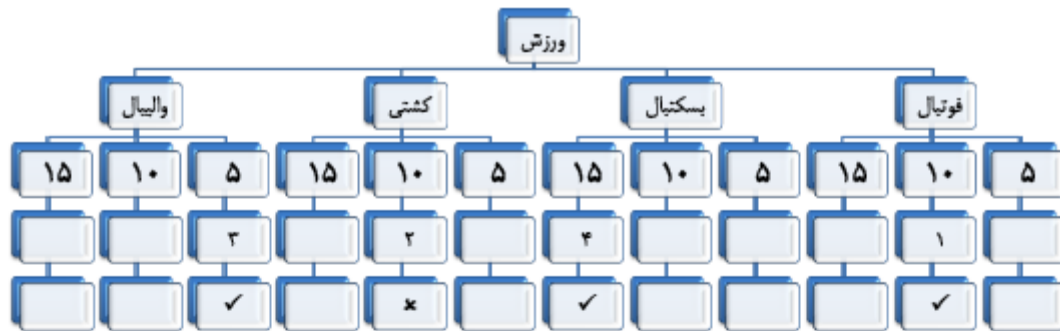 ورزش
فوتبال بسکتبال کشتی والیبال
۵ ۱۰ ۱۵ ۵ ۱۰ ۱۵ ۵ ۱۰ ۱۵ ۵ ۱۰ ۱۵
۱ ۴ ۲ ۳
✓ ✓ × ✓